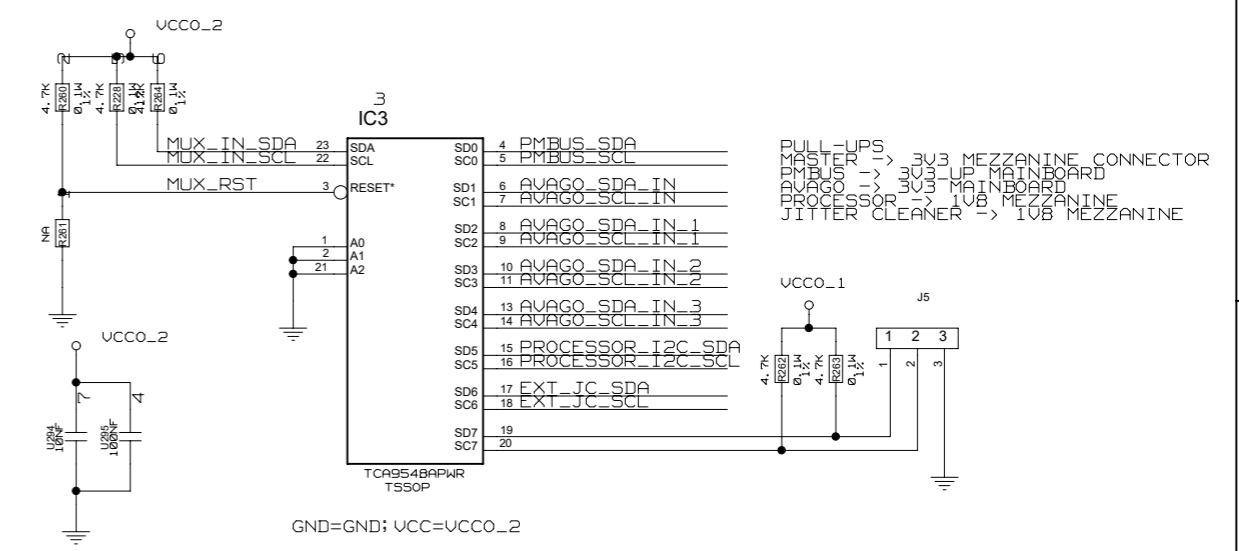 VCCO_2
4.7K R260 0.1W 1%
4.7K R228 0.1W
R264 0.1W 1%
3
IC3
MUX_IN_SDA 23 SDA
MUX_IN_SCL 22 SCL
MUX_RST 3 RESET*
NA R261
1 A0
2 A1
21 A2
SD0 4 PMBUS_SDA
SC0 5 PMBUS_SCL
SD1 6 AVAGO_SDA_IN
SC1 7 AVAGO_SCL_IN
SD2 8 AVAGO_SDA_IN_1
SC2 9 AVAGO_SCL_IN_1
SD3 10 AVAGO_SDA_IN_2
SC3 11 AVAGO_SCL_IN_2
SD4 13 AVAGO_SDA_IN_3
SC4 14 AVAGO_SCL_IN_3
SD5 15 PROCESSOR_I2C_SDA
SC5 16 PROCESSOR_I2C_SCL
SD6 17 EXT_JC_SDA
SC6 18 EXT_JC_SCL
SD7 19
SC7 20
TCA9548APWR
TSSOP
GND=GND; VCC=VCCO_2
VCCO_2
7
4
U294 10NF
U295 100NF
PULL-UPS
MASTER -> 3V3 MEZZANINE CONNECTOR
PMBUS -> 3V3_UP MAINBOARD
AVAGO -> 3V3 MAINBOARD
PROCESSOR -> 1V8 MEZZANINE
JITTER CLEANER -> 1V8 MEZZANINE
VCCO_1
4.7K R262 0.1W 1%
4.7K R263 0.1W 1%
J5
1 2 3
1 2 3